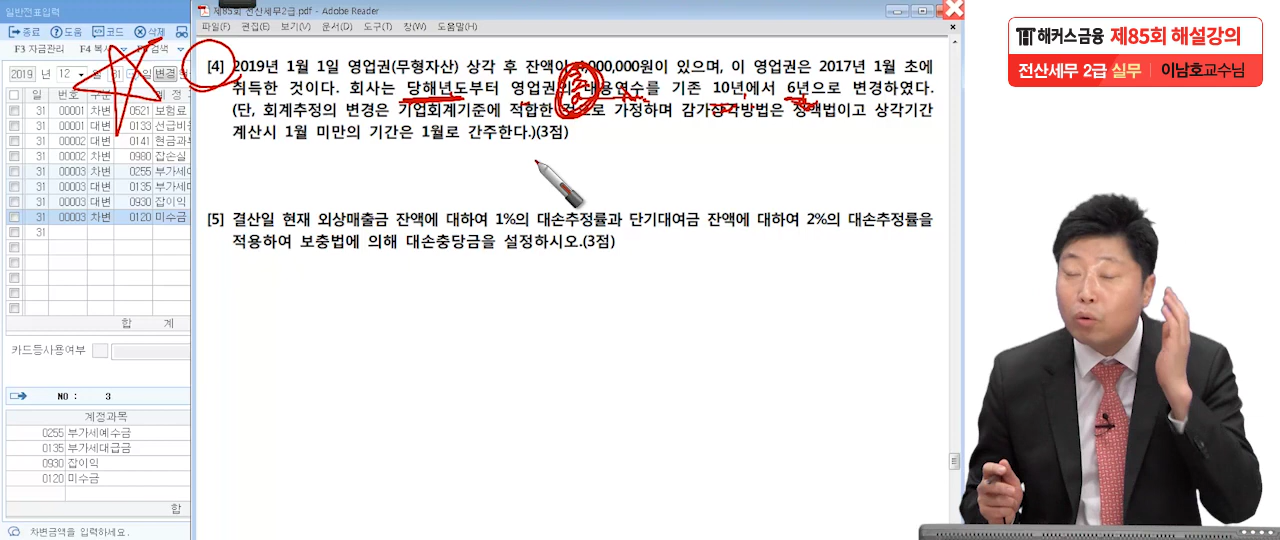 일반전표입력
종료 도움 코드 삭제
F3 자금관리 F4 복사 검색
2019 년 12 월 31 일 변경
일 번호 구분 계 정
31 00001 차변 0521 보험료
31 00001 대변 0133 선급비용
31 00002 차변 0141 현금과
31 00002 차변 0980 잡손실
31 00003 차변 0255 부가세예
31 00003 대변 0135 부가세대
31 00003 대변 0930 잡이익
31 00003 차변 0120 미수금
31
합 계
카드등사용여부
NO : 3
계정과목
0255 부가세예수금
0135 부가세대급금
0930 잡이익
0120 미수금
합
차변금액을 입력하세요.
제85회 전산세무2급.pdf - Adobe Reader
파일(F) 편집(E) 보기(V) 문서(D) 도구(T) 창(W) 도움말(H)
[4] 2019년 1월 1일 영업권(무형자산) 상각 후 잔액이 000,000원이 있으며, 이 영업권은 2017년 1월 초에
취득한 것이다. 회사는 당해년도부터 영업권의 내용연수를 기존 10년에서 6년으로 변경하였다.
(단, 회계추정의 변경은 기업회계기준에 적합한 것으로 가정하며 감가상각방법은 정액법이고 상각기간
계산시 1월 미만의 기간은 1월로 간주한다.)(3점)
[5] 결산일 현재 외상매출금 잔액에 대하여 1%의 대손추정률과 단기대여금 잔액에 대하여 2%의 대손추정률을
적용하여 보충법에 의해 대손충당금을 설정하시오.(3점)
해커스금융 제85회 해설강의
전산세무 2급 실무 | 이남호교수님